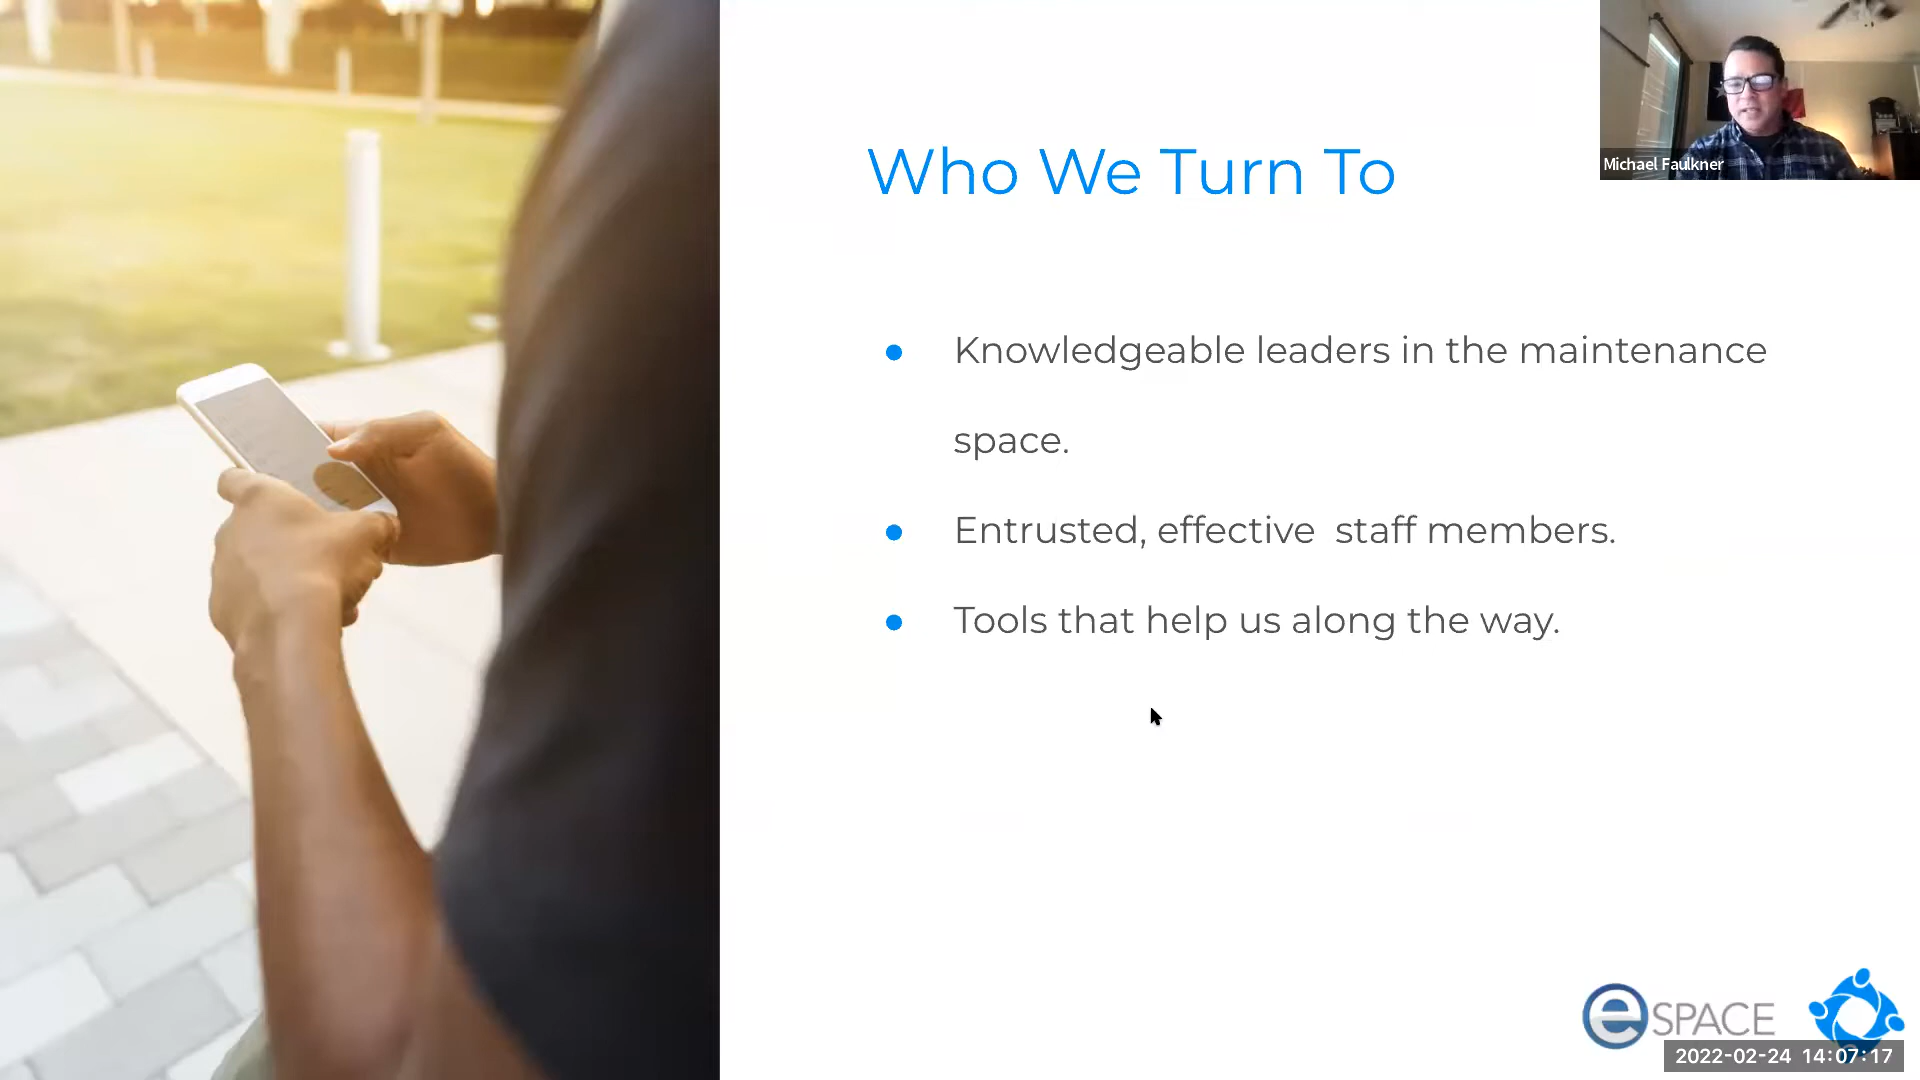 Who We Turn To
Michael Faulkner
● Knowledgeable leaders in the maintenance
space.
● Entrusted, effective  staff members.
● Tools that help us along the way.
eSPACE
2022-02-24 14:07:17